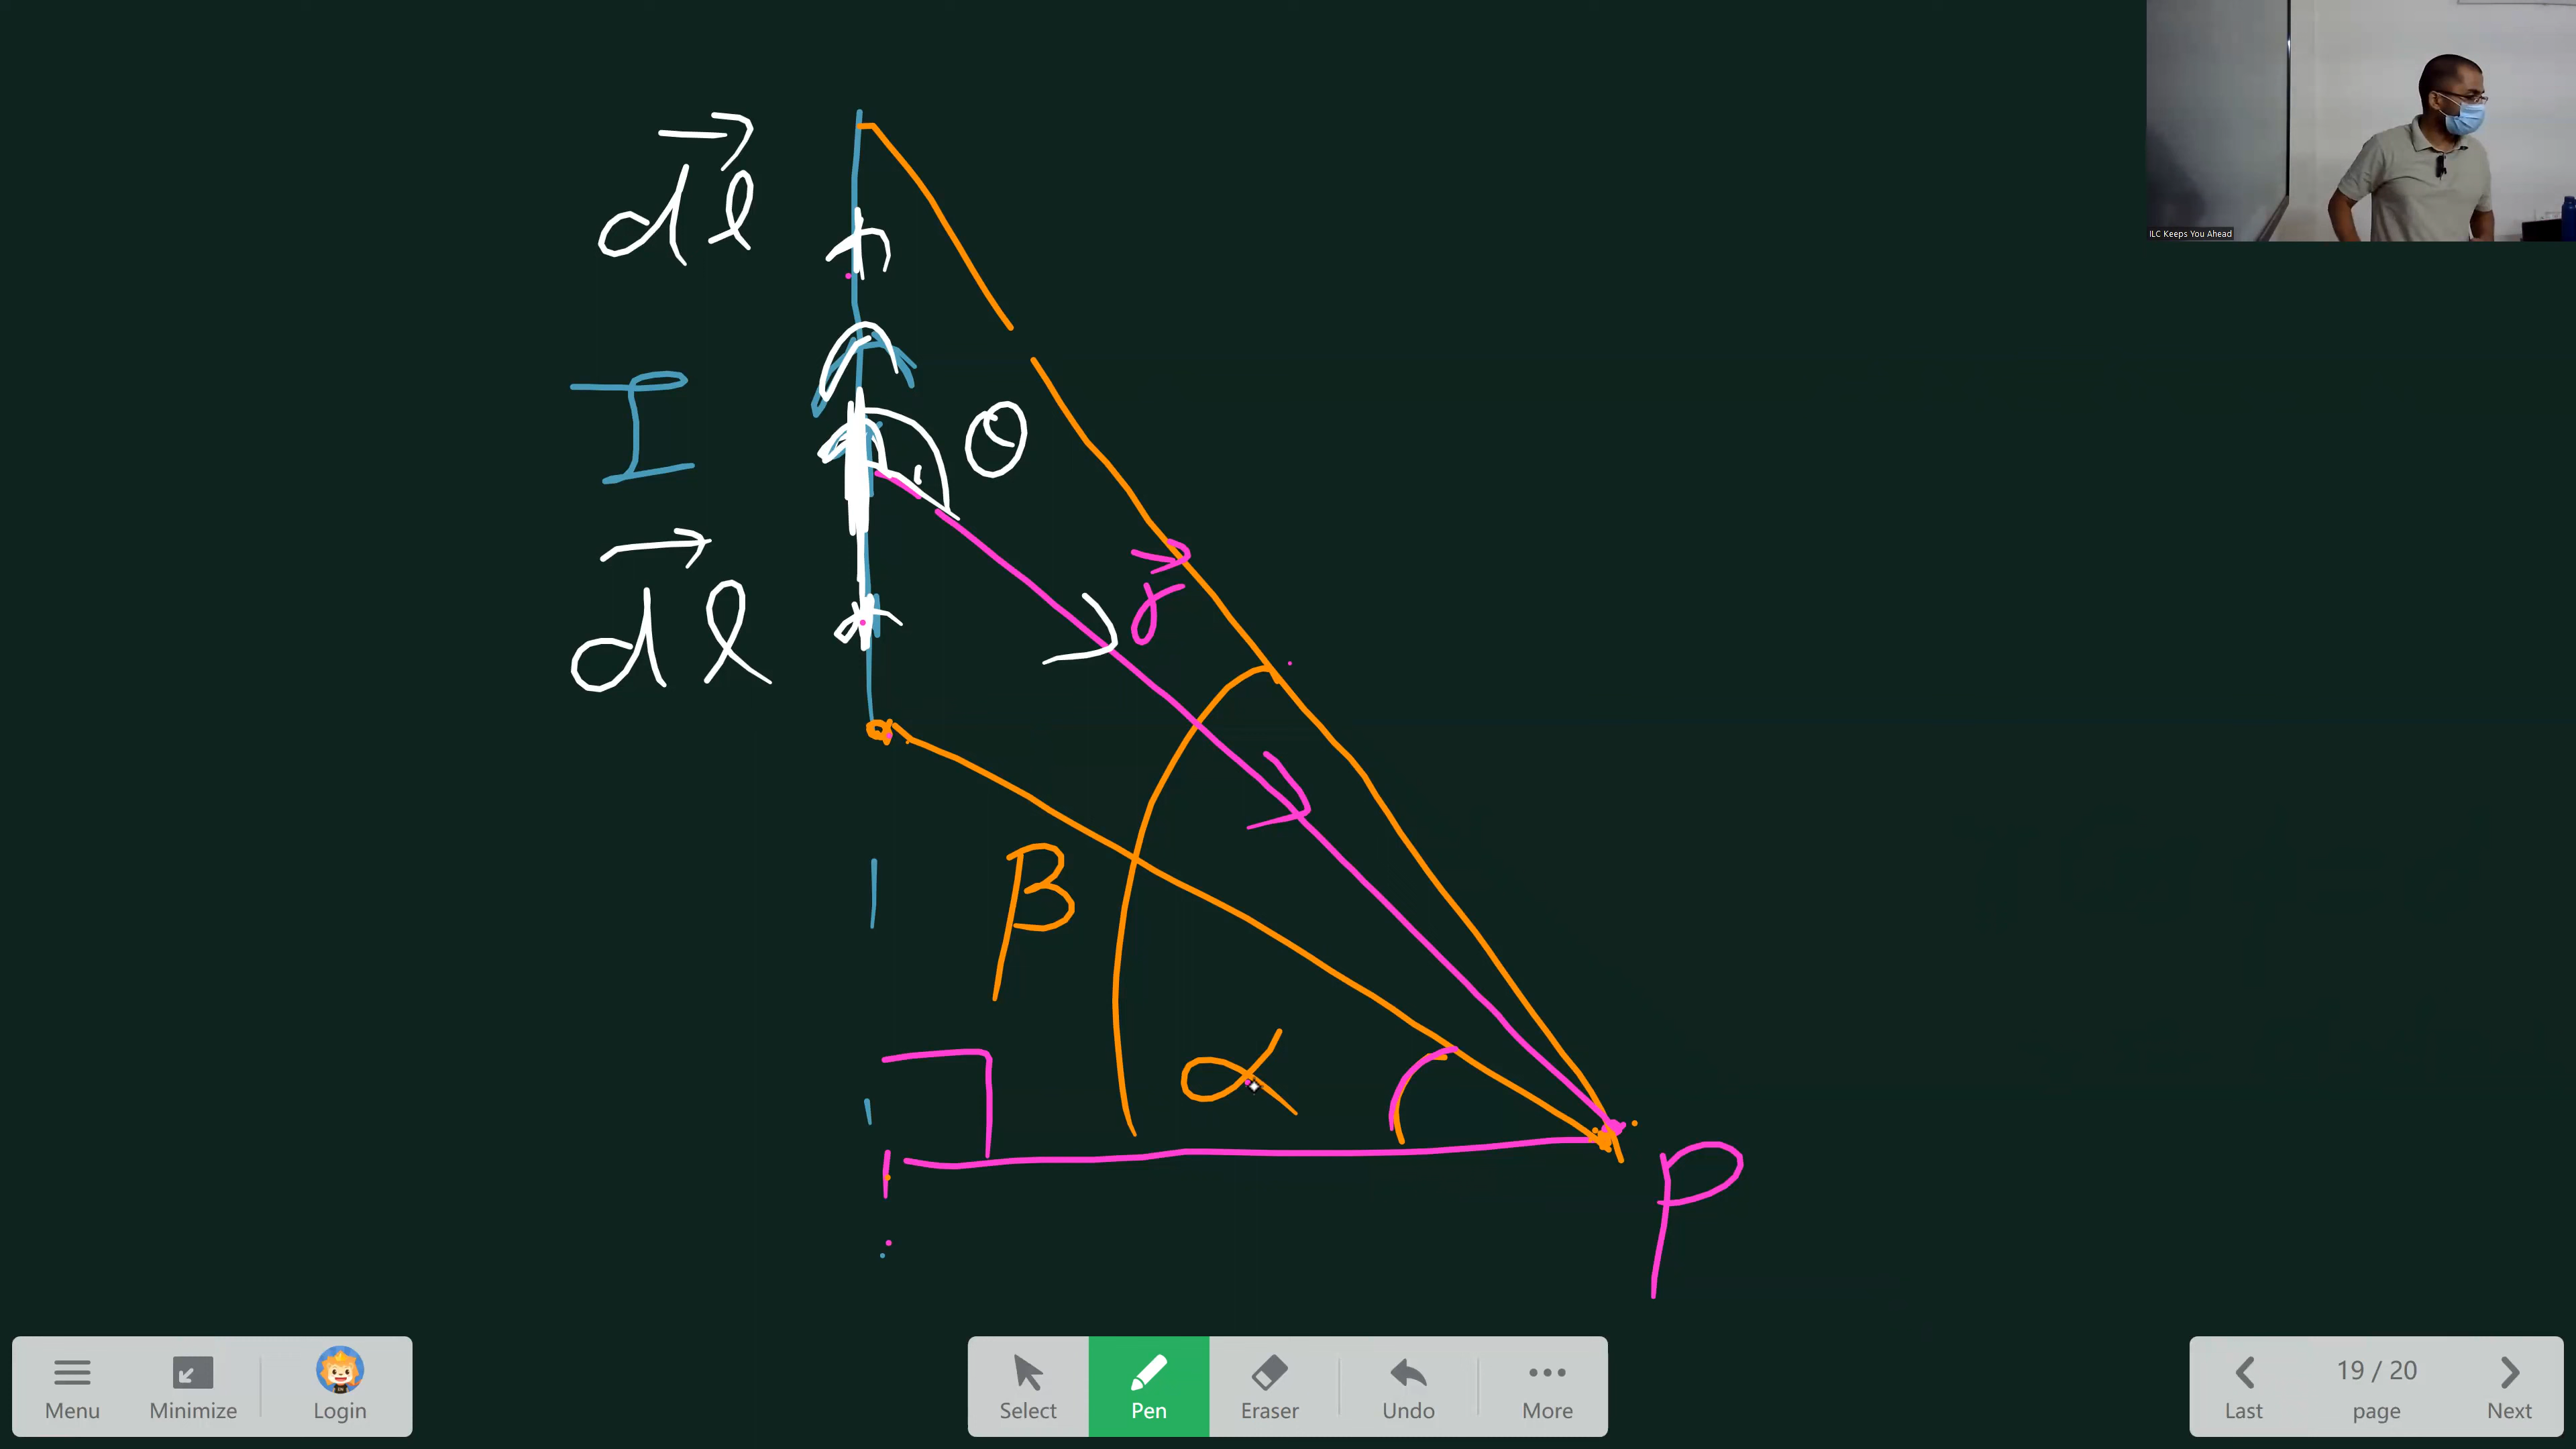 dl
ILC Keeps You Ahead
I
θ
r
dl
β
α
P
Menu
Minimize
Login
Select
Pen
Eraser
Undo
More
Last
19 / 20
page
Next